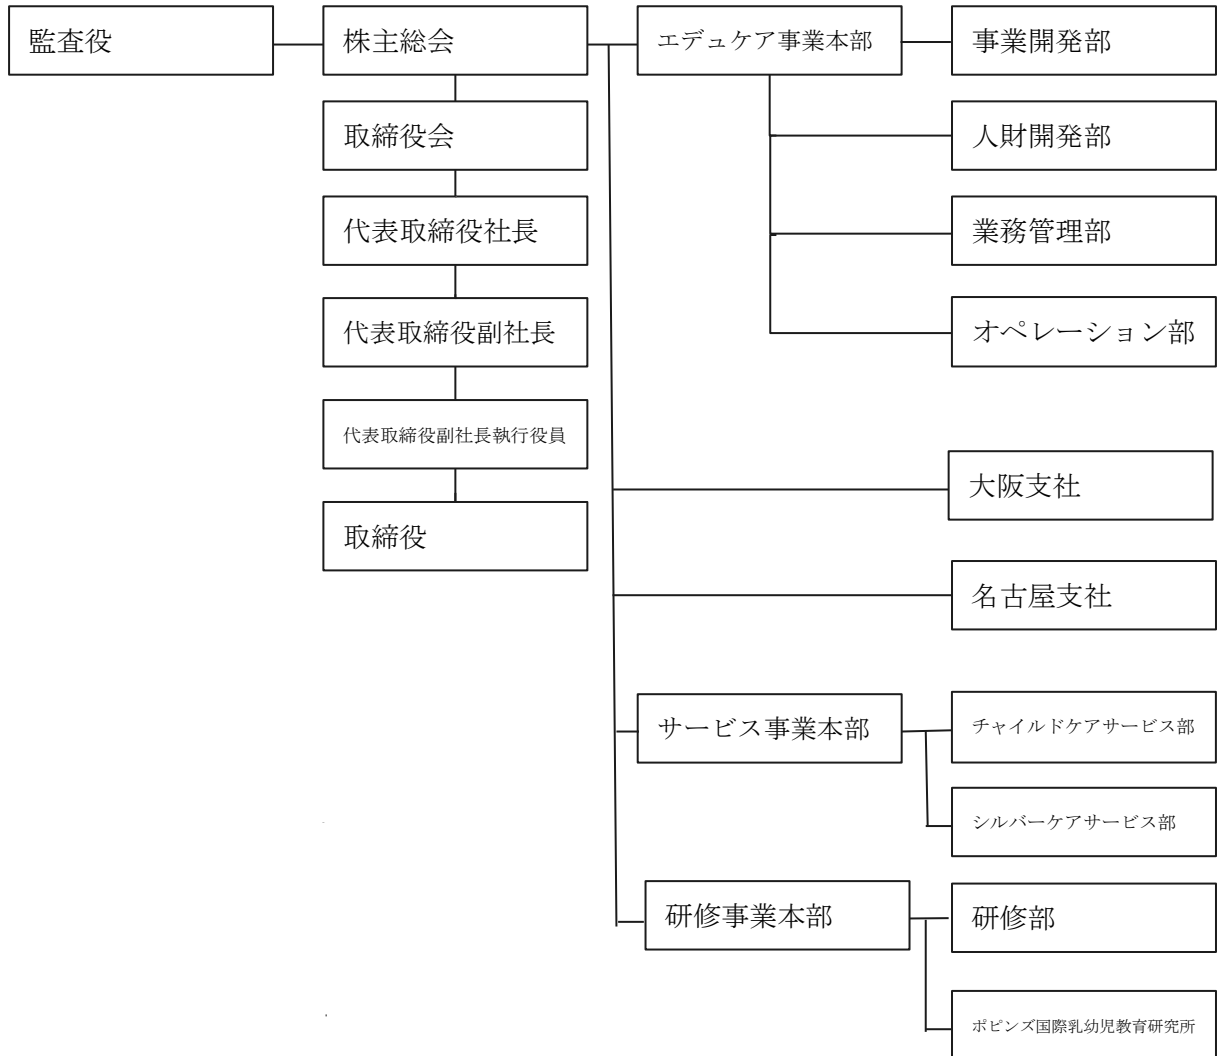 監査役
株主総会
エデュケア事業本部
事業開発部
取締役会
人財開発部
代表取締役社長
業務管理部
代表取締役副社長
オペレーション部
代表取締役副社長執行役員
大阪支社
取締役
名古屋支社
サービス事業本部
チャイルドケアサービス部
シルバーケアサービス部
研修事業本部
研修部
ポピンズ国際乳幼児教育研究所